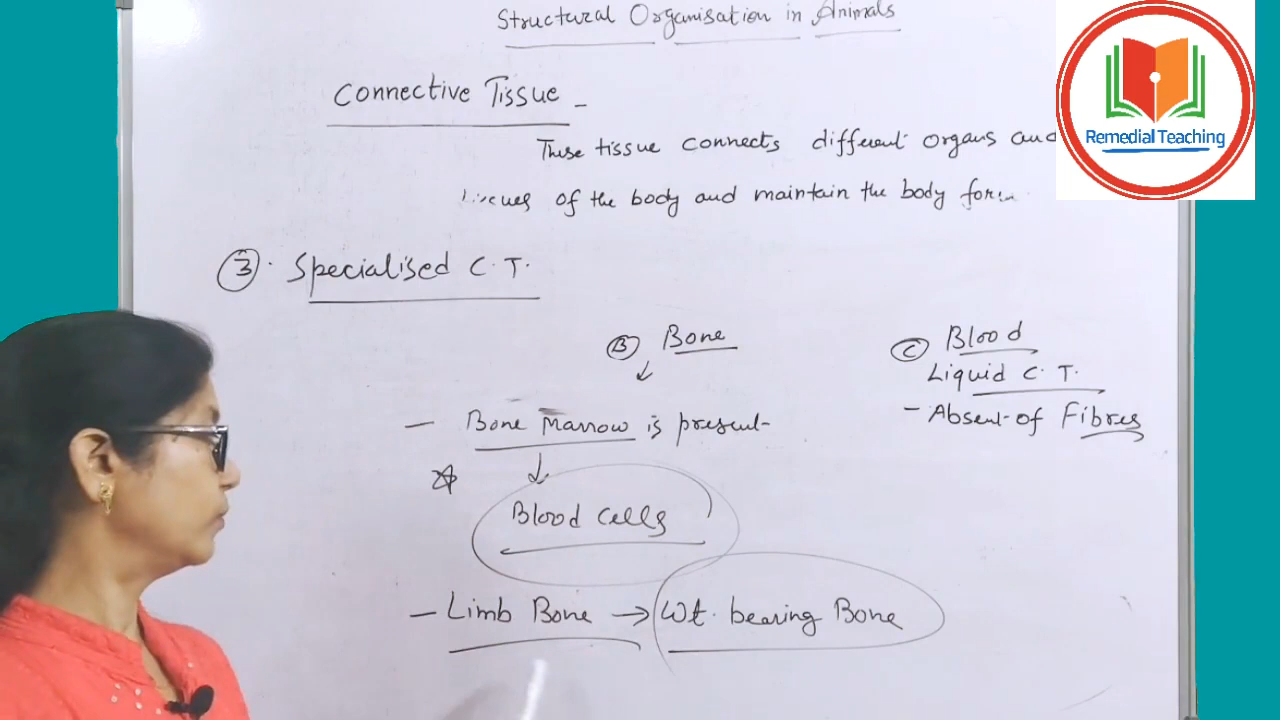 Structural Organisation in Animals
Connective Tissue -
These tissue connects different organs and
tissues of the body and maintain the body form
③. Specialised C.T.
Ⓑ Bone
- Bone Marrow is present
Blood Cells
- Limb Bone → Wt. bearing Bone
Ⓒ Blood
Liquid C.T.
- Absent of Fibres
Remedial Teaching